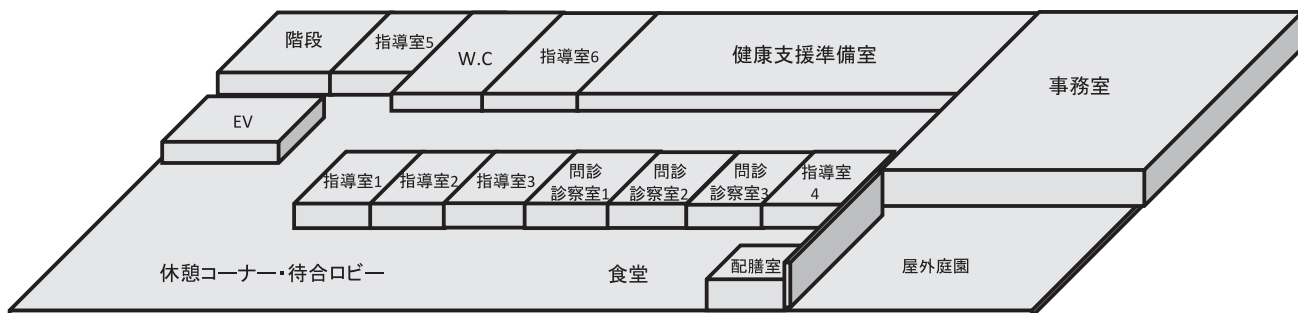 階段
指導室5
W.C
指導室6
健康支援準備室
事務室
EV
指導室1
指導室2
指導室3
問診
診察室1
問診
診察室2
問診
診察室3
指導室
4
休憩コーナー・待合ロビー
食堂
配膳室
屋外庭園